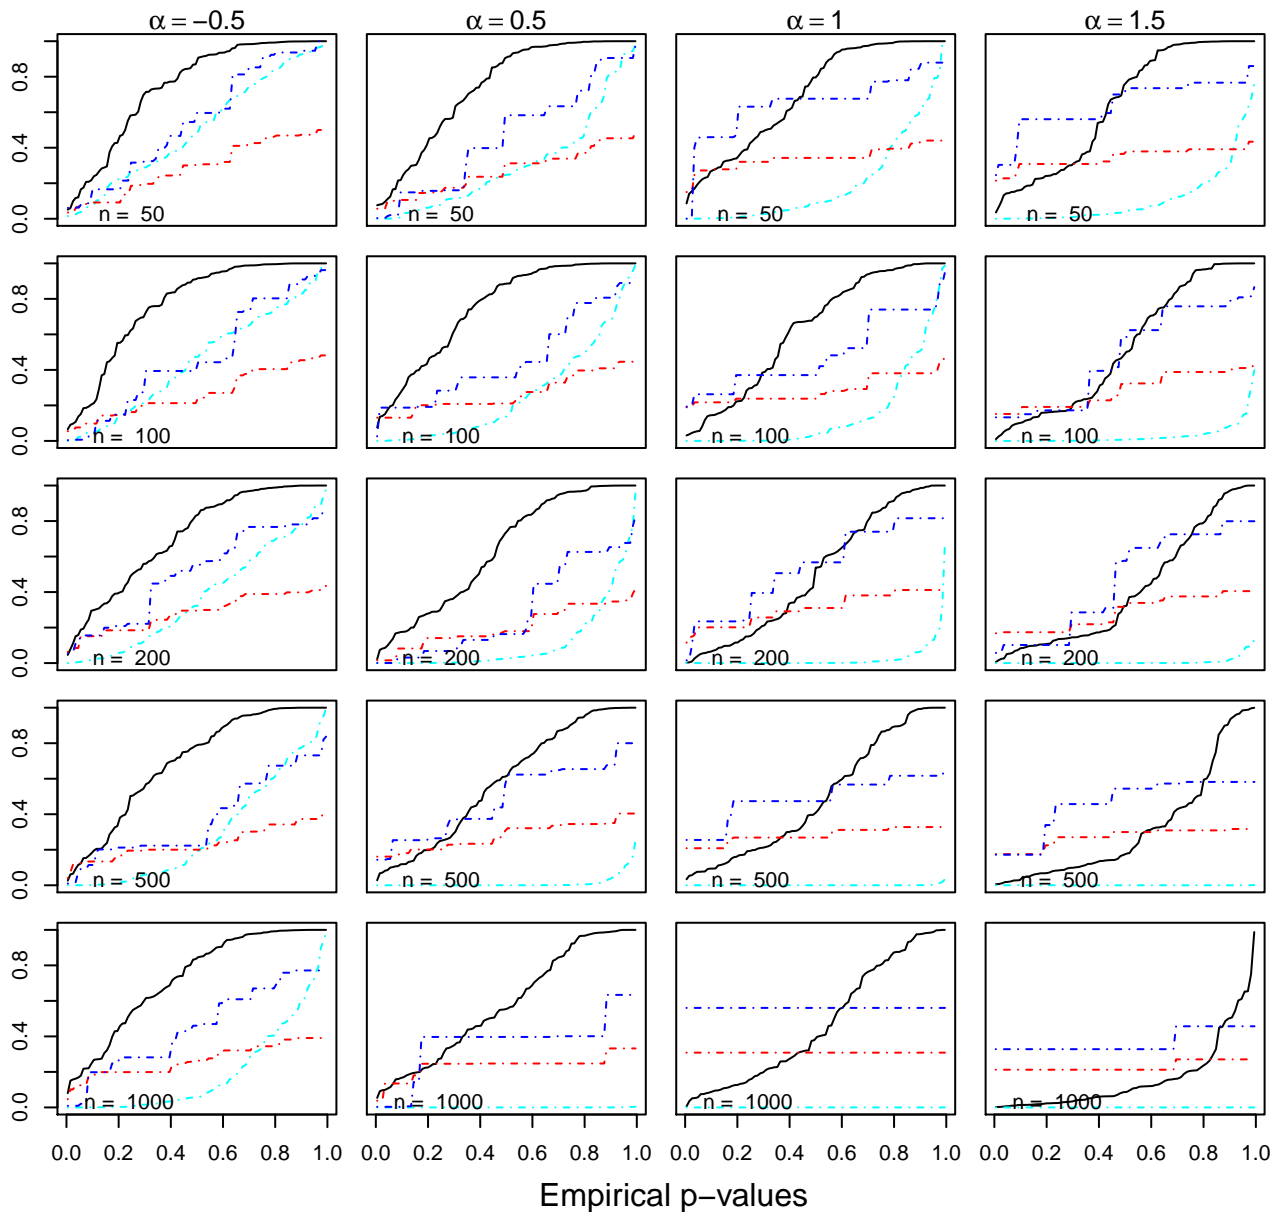 α = −0.5 α = 0.5 α = 1 α = 1.5
0.0 0.4 0.8
n = 50 n = 50 n = 50 n = 50
0.0 0.4 0.8
n = 100 n = 100 n = 100 n = 100
0.0 0.4 0.8
n = 200 n = 200 n = 200 n = 200
0.0 0.4 0.8
n = 500 n = 500 n = 500 n = 500
0.0 0.4 0.8
n = 1000 n = 1000 n = 1000 n = 1000
0.0 0.2 0.4 0.6 0.8 1.0 0.0 0.2 0.4 0.6 0.8 1.0 0.0 0.2 0.4 0.6 0.8 1.0 0.0 0.2 0.4 0.6 0.8 1.0
Empirical p−values